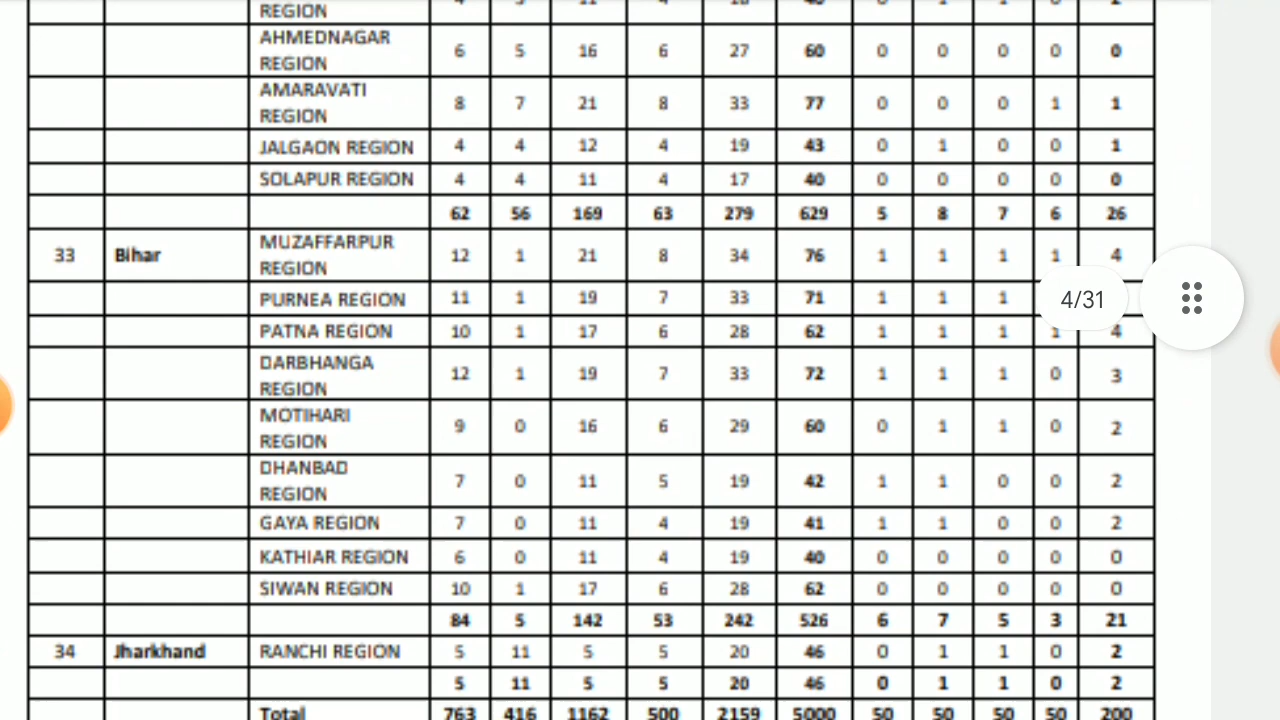 REGION
AHMEDNAGAR REGION 6 5 16 6 27 60 0 0 0 0 0
AMARAVATI REGION 8 7 21 8 33 77 0 0 0 1 1
JALGAON REGION 4 4 12 4 19 43 0 1 0 0 1
SOLAPUR REGION 4 4 11 4 17 40 0 0 0 0 0
62 56 169 63 279 629 5 8 7 6 26
33 Bihar MUZAFFARPUR REGION 12 1 21 8 34 76 1 1 1 1 4
PURNEA REGION 11 1 19 7 33 71 1 1 1
4/31
PATNA REGION 10 1 17 6 28 62 1 1 1 1 4
DARBHANGA REGION 12 1 19 7 33 72 1 1 1 0 3
MOTIHARI REGION 9 0 16 6 29 60 0 1 1 0 2
DHANBAD REGION 7 0 11 5 19 42 1 1 0 0 2
GAYA REGION 7 0 11 4 19 41 1 1 0 0 2
KATHIAR REGION 6 0 11 4 19 40 0 0 0 0 0
SIWAN REGION 10 1 17 6 28 62 0 0 0 0 0
84 5 142 53 242 526 6 7 5 3 21
34 Jharkhand RANCHI REGION 5 11 5 5 20 46 0 1 1 0 2
5 11 5 5 20 46 0 1 1 0 2
Total 763 416 1162 500 2159 5000 50 50 50 50 200